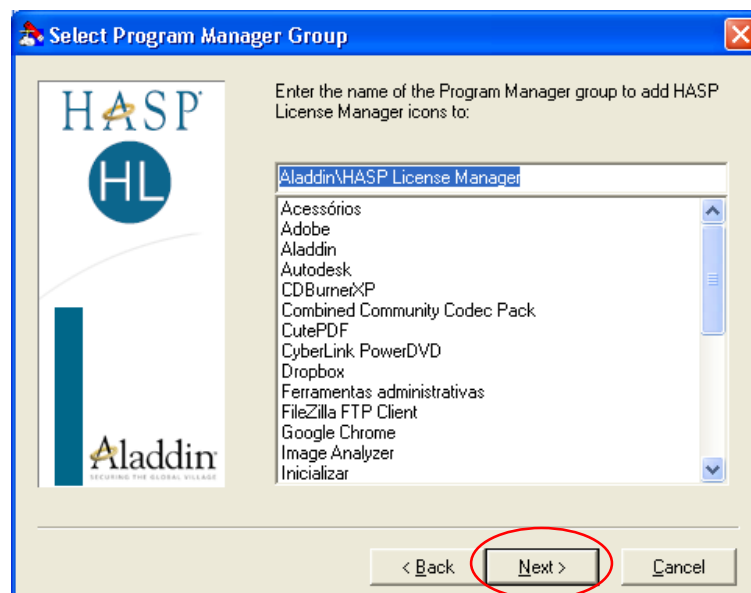 Select Program Manager Group
HASP
HL
Enter the name of the Program Manager group to add HASP
License Manager icons to:
Aladdin\HASP License Manager
Acessórios
Adobe
Aladdin
Autodesk
CDBurnerXP
Combined Community Codec Pack
CutePDF
CyberLink PowerDVD
Dropbox
Ferramentas administrativas
FileZilla FTP Client
Google Chrome
Image Analyzer
Inicializar
Aladdin
SECURING THE GLOBAL VILLAGE
< Back
Next >
Cancel